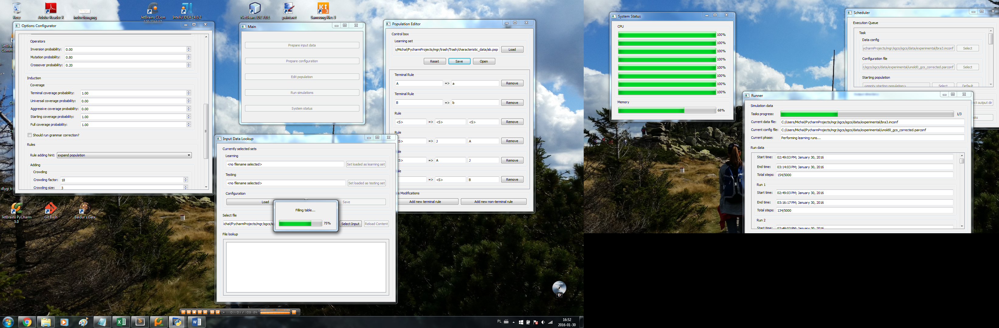 Kosz
Adobe Reader X
induction.png
JetBrains CLion
IntelliJ IDEA 14.0.2
NetBeans IDE 7.0.1
paint.net
Samsung Kies 3
Options Configurator
Operators
Inversion probability: 0.00
Mutation probsbility: 0.80
Crossover probability: 0.20
Induction
Coverage
Terminal coverage probability: 1.00
Universal coverage probability: 0.00
Aggressive coverage probability: 0.00
Starting coverage probability: 1.00
Full coverage probability: 1.00
Should run grammar correction?
Rules
Rule adding hint: expand population
Adding
Crowding
Crowding factor: 18
Crowding size: 3
dlugi tr
JetBrains PyCharm
5.0
Git Bash
Baldur's Gate
Main
Prepare input data
Prepare configuration
Edit population
Run simulations
System status
Input Data Lookup
Currently selected sets
Learning
<no filename selected> Set loaded as learning set
Testing
<no filename selected> Set loaded as testing set
Configuration
Load Save
Select file
ichał/PycharmProjects/mgr/sgcs/s Select Input Reload Content
File lookup
Filling table...
75%
Population Editor
Control box
Learning set
s/Michał/PycharmProjects/mgr/trash/Trash/characteristic_data/ab.pop Load
Reset Save Open
Terminal Rule
A => a Remove
Terminal Rule
B => b Remove
Rule
<S> => <S> <S> Remove
Rule
<S> => J A Remove
ule
<S> => A J Remove
ule
=> <S> B Remove
s Modifications
Add new terminal rule Add new non-terminal rule
D:
PL
16:52
2016-01-30
System Status
CPU
100%
100%
100%
100%
100%
100%
100%
100%
Memory
68%
Scheduler
Execution Queue
Task
Data config
ycharmProjects/mgr/sgcs/sgcs/data/experimental/bra3.inconf Select
Configuration file
r/sgcs/sgcs/data/experimental/unold0_gcs_corrected.parconf Select
Starting population
<empty starting population> Select Default
ect output dir
sks
Runner
Simulation data
Tasks progress: 1/3
Current data file: C:/Users/Michał/PycharmProjects/mgr/sgcs/sgcs/data/experimental/bra3.inconf
Current config file: C:/Users/Michał/PycharmProjects/mgr/sgcs/sgcs/data/experimental/unold0_gcs_corrected.parconf
Current phase: Performing learning runs...
Run data
Start time: 02:49:03 PM; January 30, 2016
End time: 03:14:03 PM; January 30, 2016
Total steps: 154/5000
Run 1
Start time: 02:49:03 PM; January 30, 2016
End time: 03:16:17 PM; January 30, 2016
Total steps: 134/5000
Run 2
Start time: 02:49:03 PM; January 30, 2016